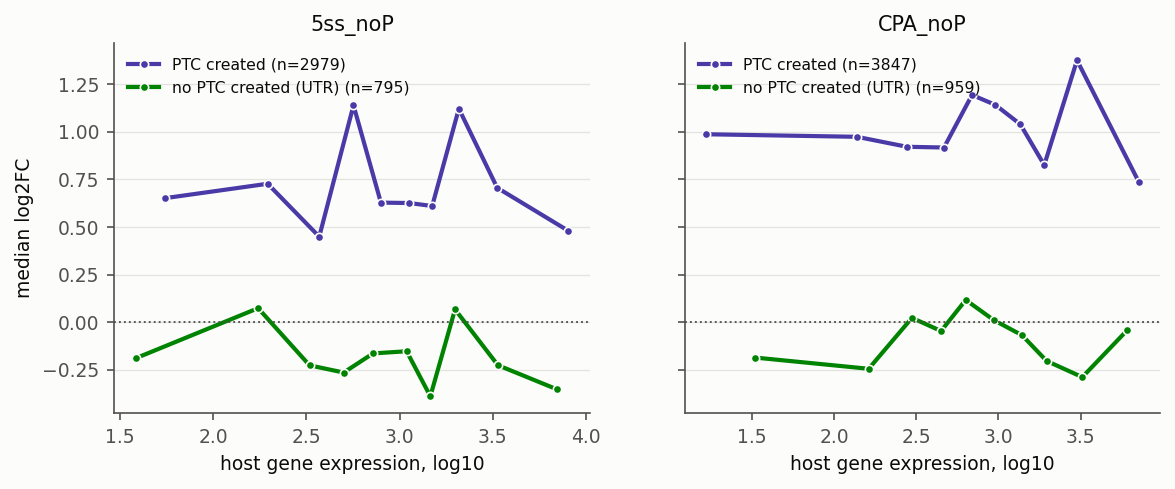 5ss_noP
CPA_noP
PTC created (n=2979)
no PTC created (UTR) (n=795)
PTC created (n=3847)
no PTC created (UTR) (n=959)
median log2FC
1.25
1.00
0.75
0.50
0.25
0.00
−0.25
1.5 2.0 2.5 3.0 3.5 4.0
1.5 2.0 2.5 3.0 3.5
host gene expression, log10
host gene expression, log10